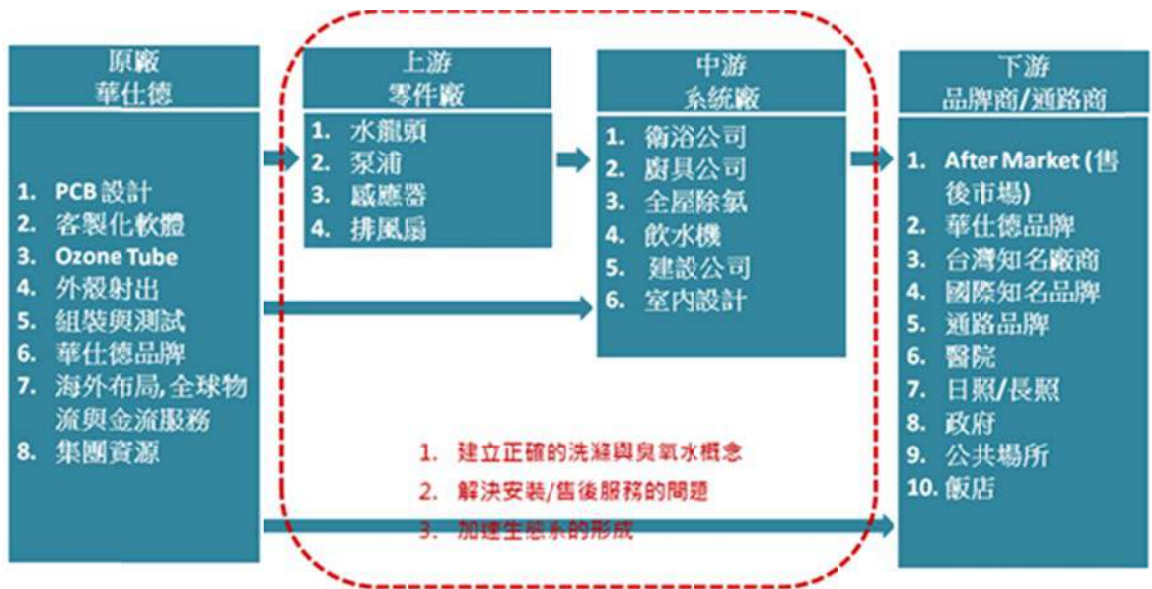 原廠
華仕德
1. PCB 設計
2. 客製化軟體
3. Ozone Tube
4. 外殼射出
5. 組裝與測試
6. 華仕德品牌
7. 海外布局, 全球物
流與金流服務
8. 集團資源
上游
零件廠
1. 水龍頭
2. 泵浦
3. 感應器
4. 排風扇
中游
系統廠
1. 衛浴公司
2. 廚具公司
3. 全屋除氯
4. 飲水機
5. 建設公司
6. 室內設計
下游
品牌商/通路商
1. After Market (售
後市場)
2. 華仕德品牌
3. 台灣知名廠商
4. 國際知名品牌
5. 通路品牌
6. 醫院
7. 日照/長照
8. 政府
9. 公共場所
10. 飯店
1. 建立正確的洗滌與臭氧水概念
2. 解決安裝/售後服務的問題
3. 加速生態系的形成